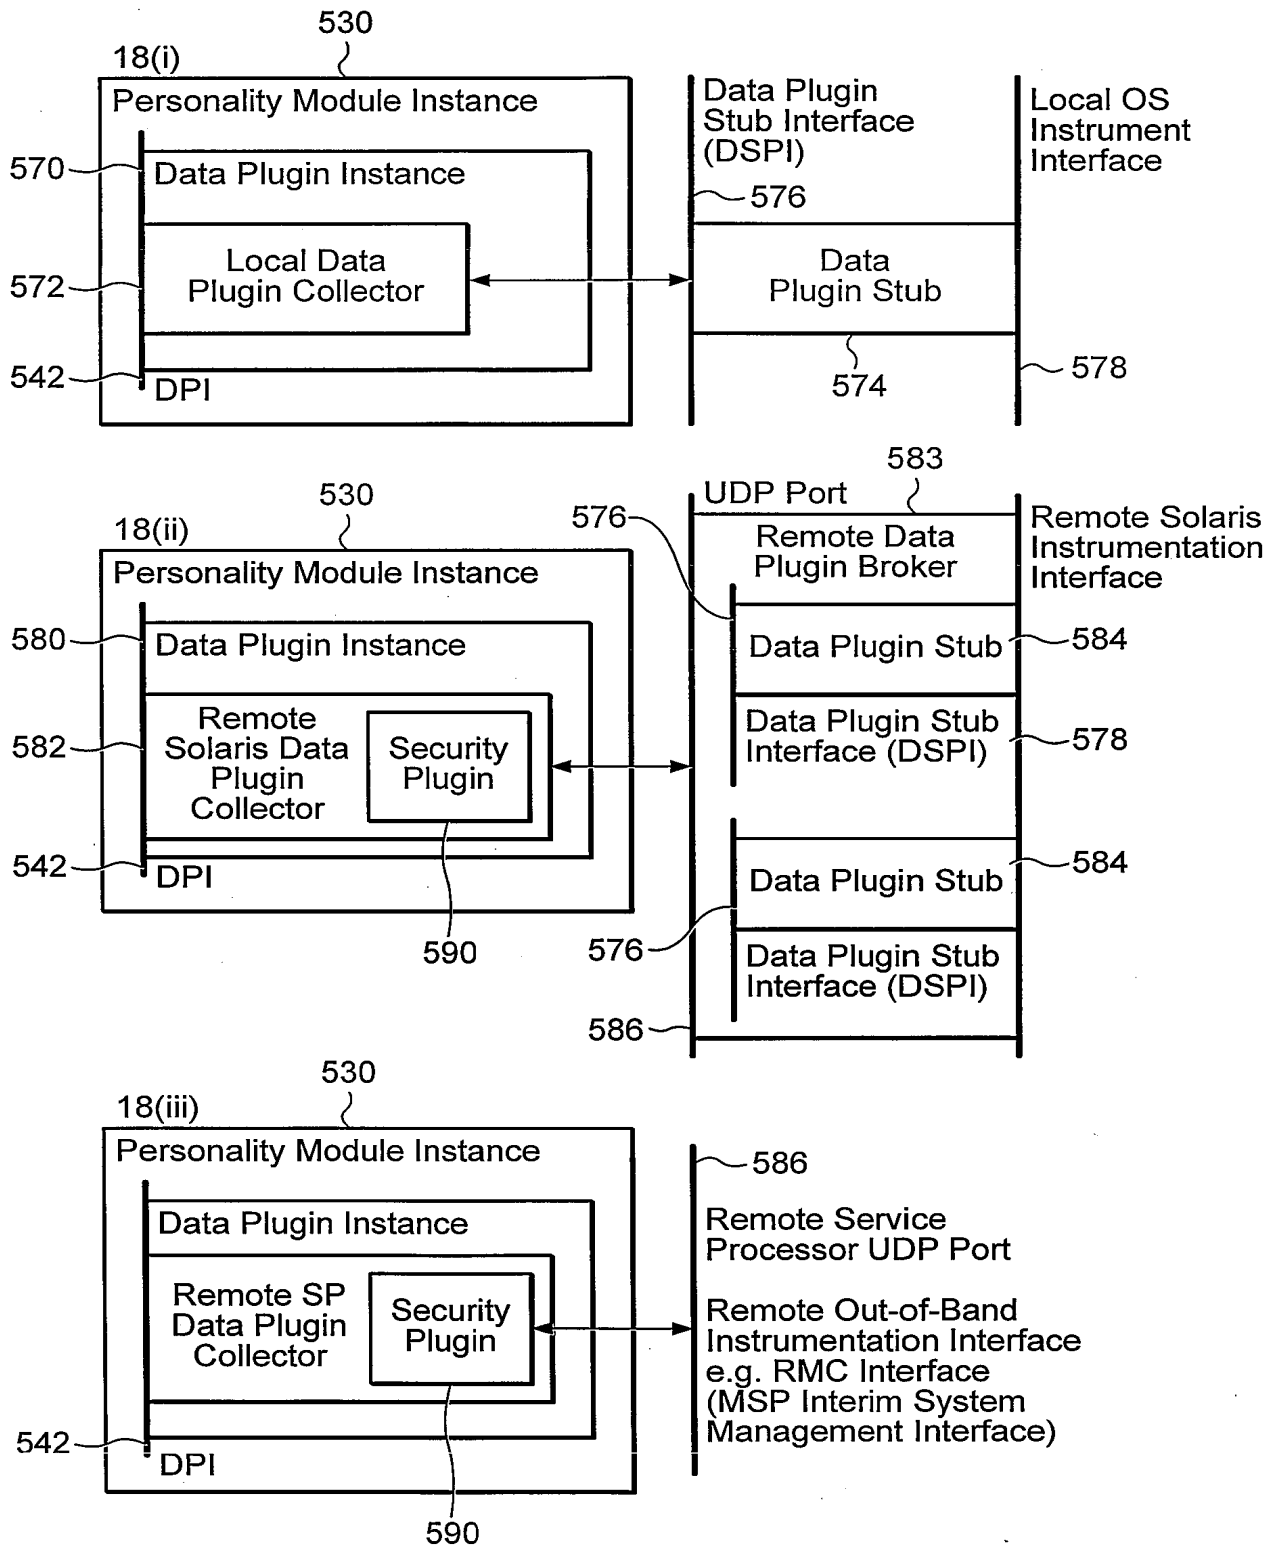 530
18(i)
Personality Module Instance
570
Data Plugin Instance
572
Local Data
Plugin Collector
542
DPI
Data Plugin
Stub Interface
(DSPI)
576
Data
Plugin Stub
574
Local OS
Instrument
Interface
578
530
18(ii)
Personality Module Instance
580
Data Plugin Instance
582
Remote
Solaris Data
Plugin
Collector
Security
Plugin
542
DPI
590
583
UDP Port
576
Remote Data
Plugin Broker
Remote Solaris
Instrumentation
Interface
Data Plugin Stub
584
Data Plugin Stub
Interface (DSPI)
578
Data Plugin Stub
584
576
Data Plugin Stub
Interface (DSPI)
586
530
18(iii)
Personality Module Instance
Data Plugin Instance
Remote SP
Data Plugin
Collector
Security
Plugin
542
DPI
590
586
Remote Service
Processor UDP Port
Remote Out-of-Band
Instrumentation Interface
e.g. RMC Interface
(MSP Interim System
Management Interface)